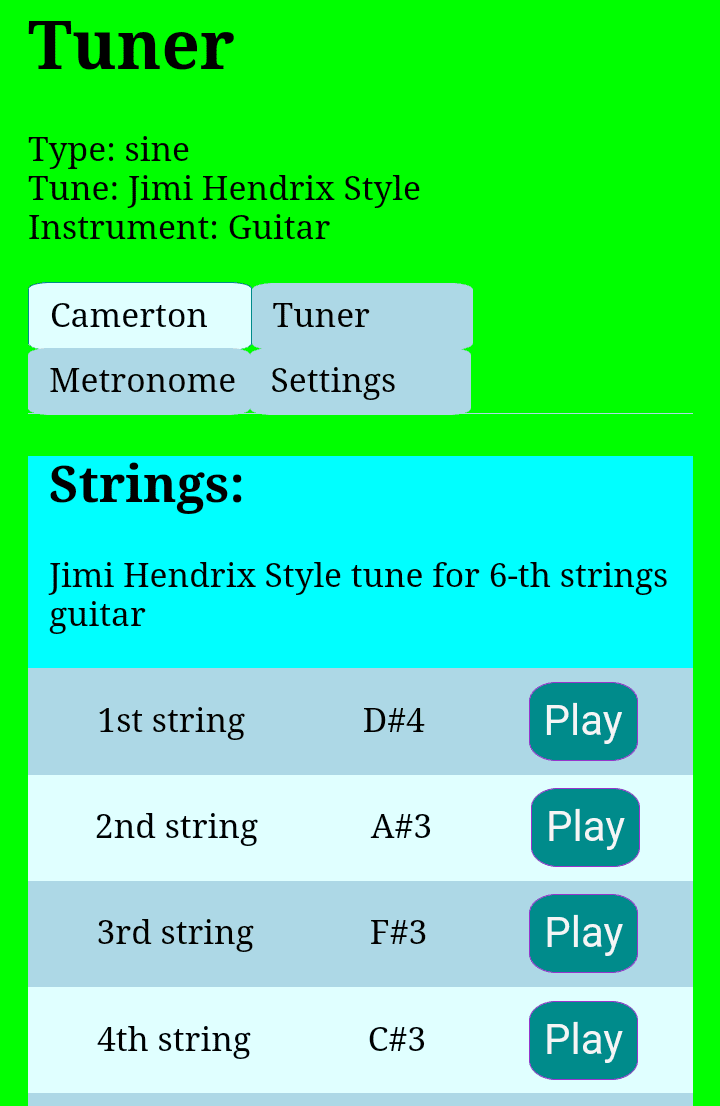 Tuner
Type: sine
Tune: Jimi Hendrix Style
Instrument: Guitar
Camerton Tuner
Metronome Settings
Strings:
Jimi Hendrix Style tune for 6-th strings
guitar
1st string D#4 Play
2nd string A#3 Play
3rd string F#3 Play
4th string C#3 Play